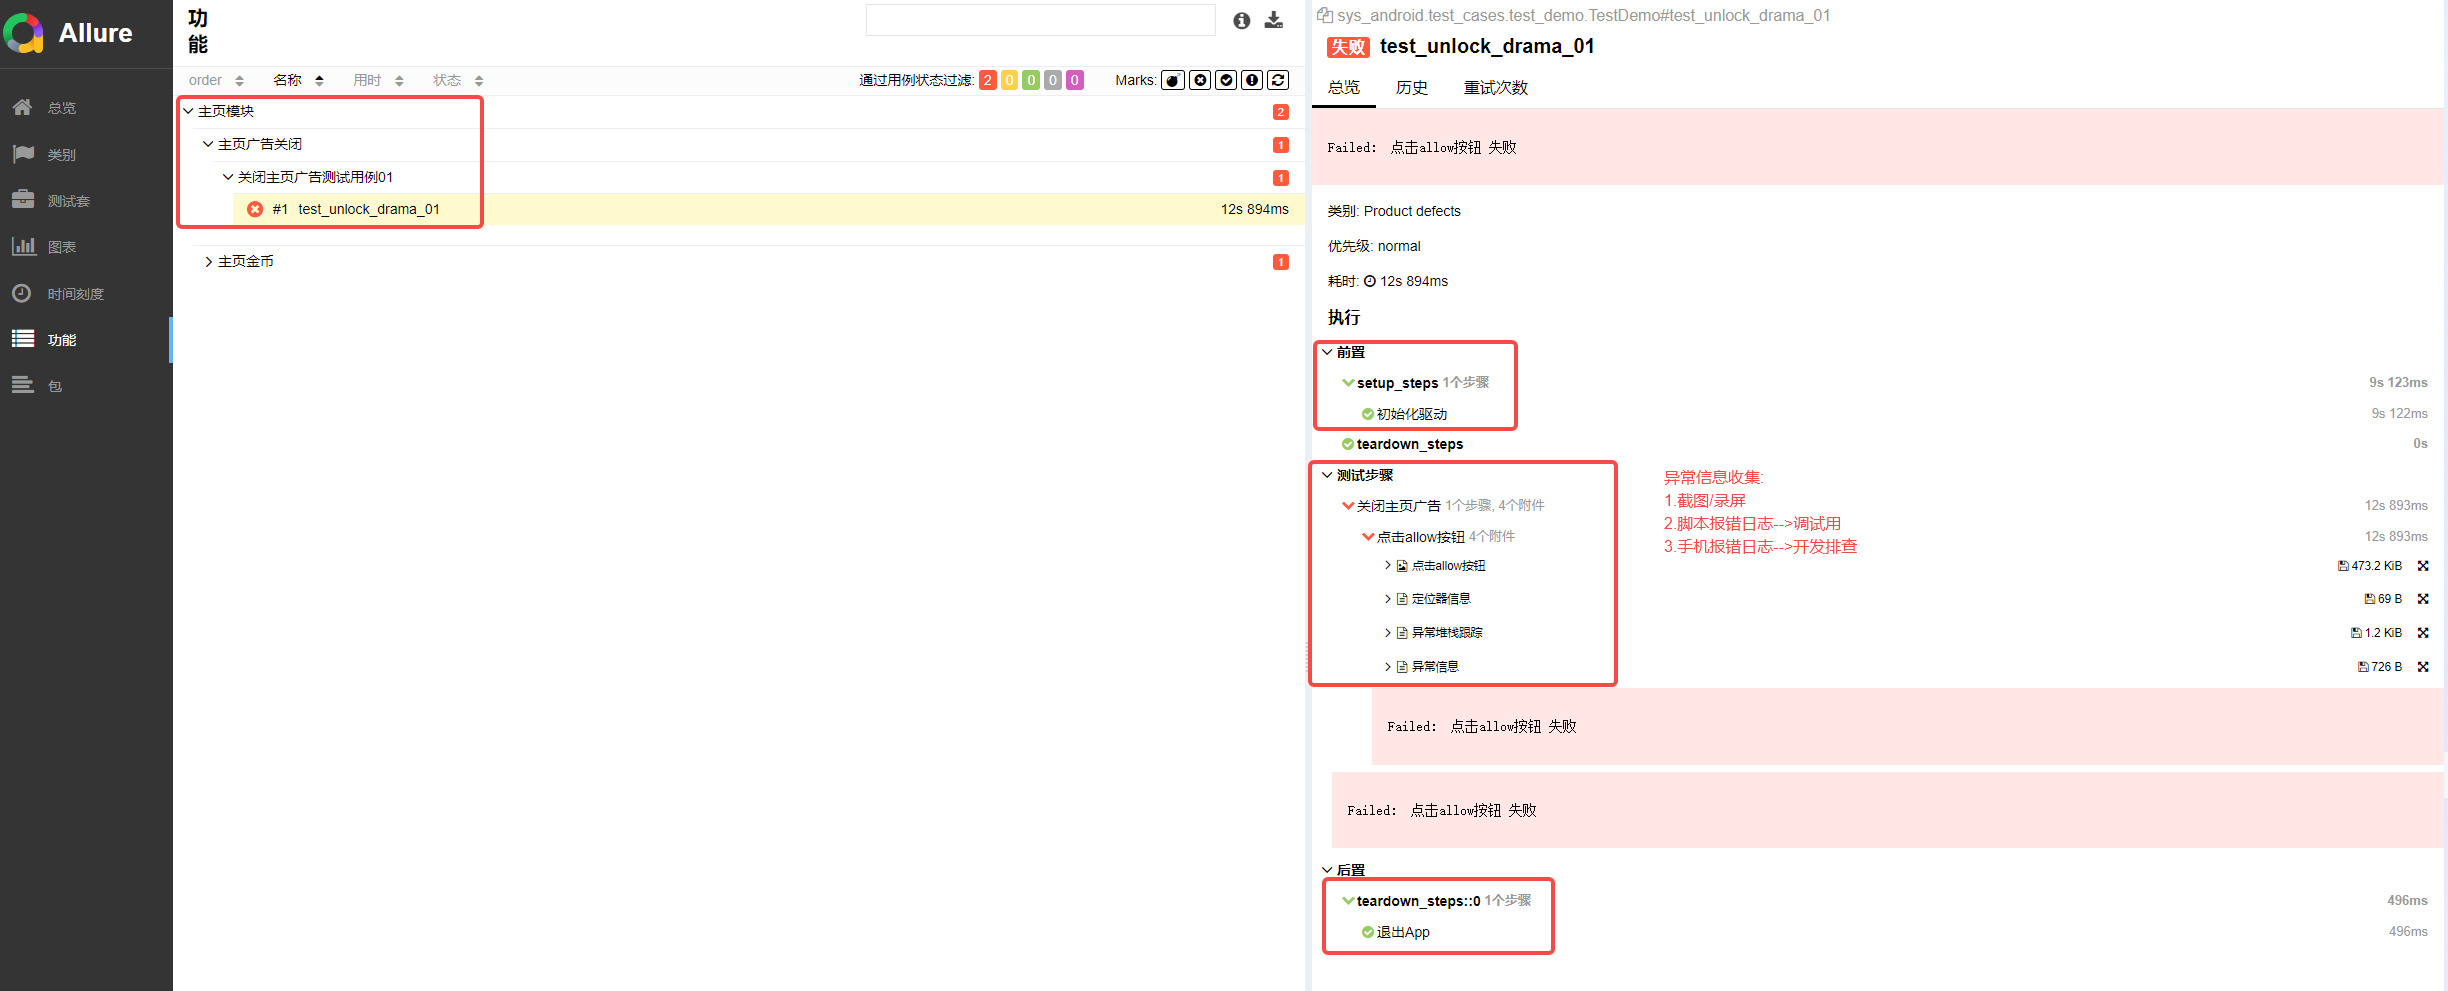 Allure
总览
类别
测试套
图表
时间刻度
功能
包
功
能
order 名称 用时 状态 通过用例状态过滤: 2 0 0 0 0 Marks:
主页模块 2
主页广告关闭 1
关闭主页广告测试用例01 1
#1 test_unlock_drama_01 12s 894ms
主页金币 1
sys_android.test_cases.test_demo.TestDemo#test_unlock_drama_01
失败 test_unlock_drama_01
总览 历史 重试次数
Failed: 点击allow按钮 失败
类别: Product defects
优先级: normal
耗时: 12s 894ms
执行
前置
setup_steps 1个步骤 9s 123ms
初始化驱动 9s 122ms
teardown_steps 0s
测试步骤
关闭主页广告 1个步骤, 4个附件 12s 893ms
点击allow按钮 4个附件 12s 893ms
点击allow按钮 473.2 KiB
定位器信息 69 B
异常堆栈跟踪 1.2 KiB
异常信息 726 B
异常信息收集:
1.截图/录屏
2.脚本报错日志-->调试用
3.手机报错日志-->开发排查
Failed: 点击allow按钮 失败
Failed: 点击allow按钮 失败
后置
teardown_steps::0 1个步骤 496ms
退出App 496ms